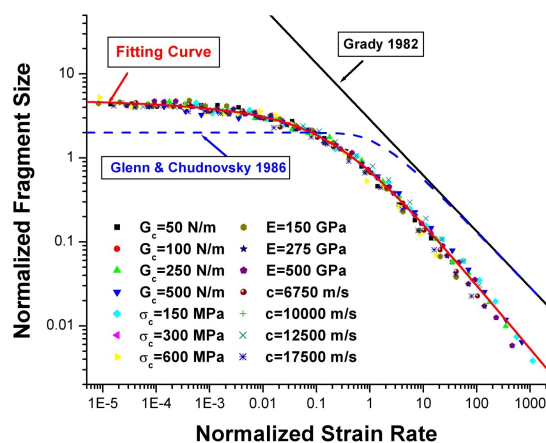 Normalized Fragment Size
10
1
0.1
0.01
Fitting Curve
Grady 1982
Glenn & Chudnovsky 1986
G_c=50 N/m
G_c=100 N/m
G_c=250 N/m
G_c=500 N/m
σ_c=150 MPa
σ_c=300 MPa
σ_c=600 MPa
E=150 GPa
E=275 GPa
E=500 GPa
c=6750 m/s
c=10000 m/s
c=12500 m/s
c=17500 m/s
1E-5 1E-4 1E-3 0.01 0.1 1 10 100 1000
Normalized Strain Rate